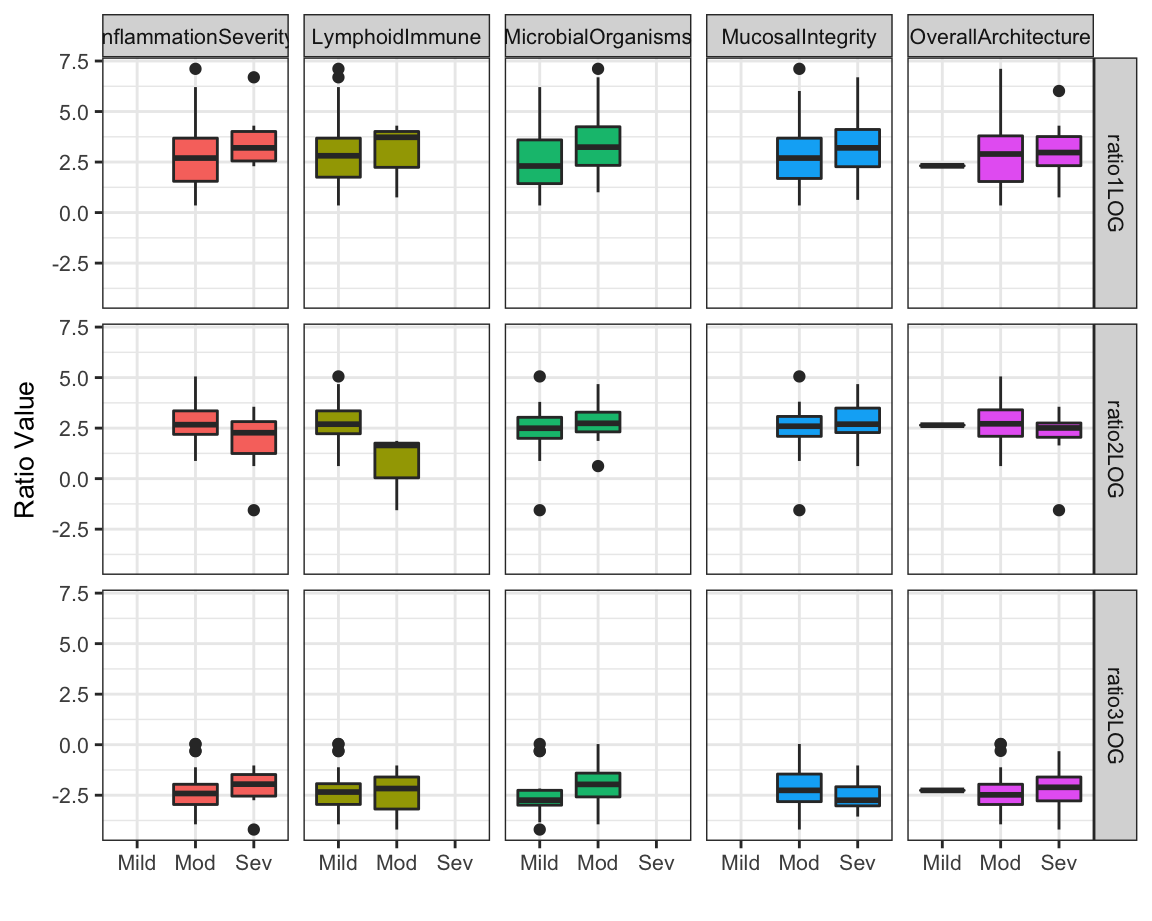 nflammationSeverity LymphoidImmune MicrobialOrganisms MucosalIntegrity OverallArchitecture
7.5
5.0
2.5
0.0
-2.5
ratio1LOG
Ratio Value
7.5
5.0
2.5
0.0
-2.5
ratio2LOG
7.5
5.0
2.5
0.0
-2.5
ratio3LOG
Mild Mod Sev Mild Mod Sev Mild Mod Sev Mild Mod Sev Mild Mod Sev